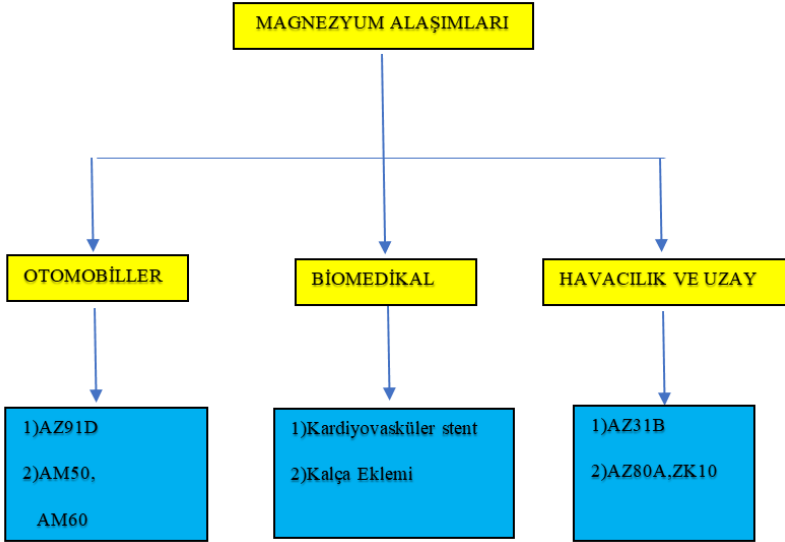 MAGNEZYUM ALAŞIMLARI
OTOMOBİLLER
BİOMEDİKAL
HAVACILIK VE UZAY
1)AZ91D
2)AM50,
AM60
1)Kardiyovasküler stent
2)Kalça Eklemi
1)AZ31B
2)AZ80A,ZK10